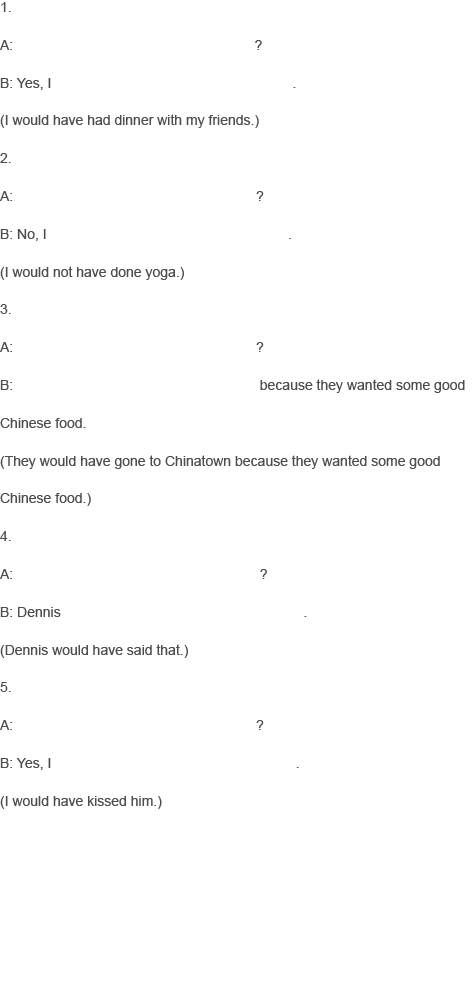 1.
A: ?
B: Yes, I .
(I would have had dinner with my friends.)
2.
A: ?
B: No, I .
(I would not have done yoga.)
3.
A: ?
B: because they wanted some good
Chinese food.
(They would have gone to Chinatown because they wanted some good
Chinese food.)
4.
A: ?
B: Dennis .
(Dennis would have said that.)
5.
A: ?
B: Yes, I .
(I would have kissed him.)